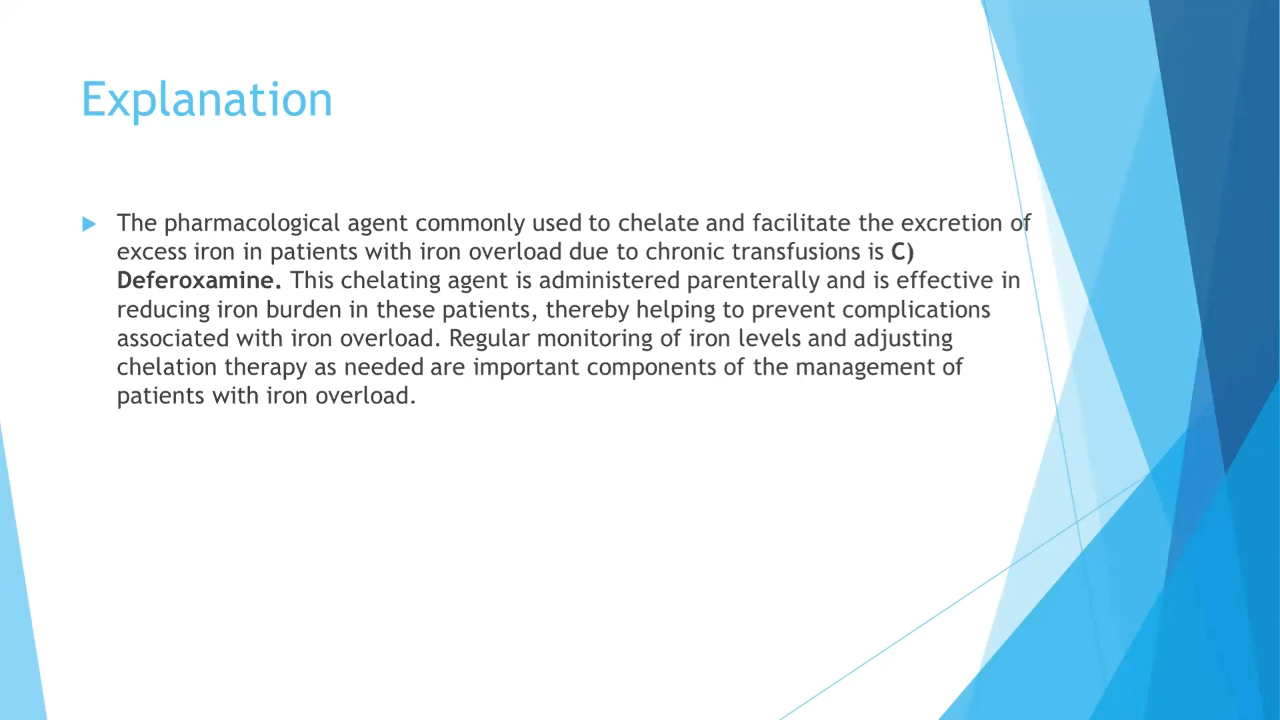 Explanation
The pharmacological agent commonly used to chelate and facilitate the excretion of
excess iron in patients with iron overload due to chronic transfusions is C)
Deferoxamine. This chelating agent is administered parenterally and is effective in
reducing iron burden in these patients, thereby helping to prevent complications
associated with iron overload. Regular monitoring of iron levels and adjusting
chelation therapy as needed are important components of the management of
patients with iron overload.